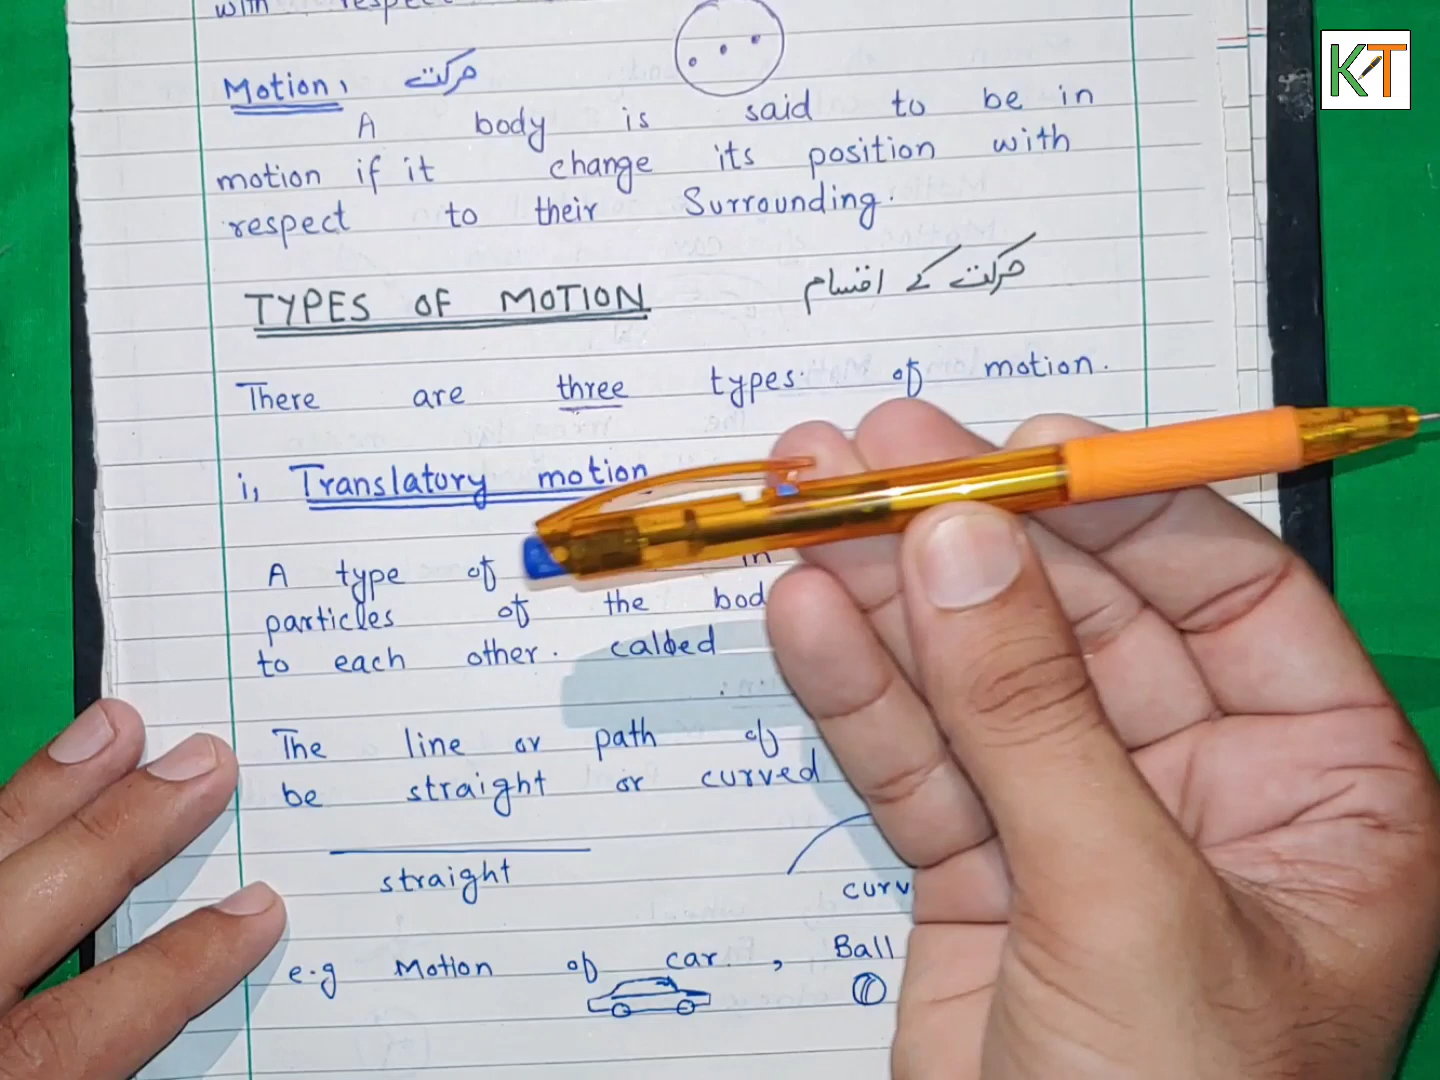 with respect
Motion, حرکت
A body is said to be in
motion if it change its position with
respect to their Surrounding.
TYPES OF MOTION حرکت کے اقسام
There are three types of motion.
i, Translatory motion
A type of in
particles of the bod
to each other. called
The line or path of
be straight or curved
straight curv
e.g Motion of car, Ball
KT